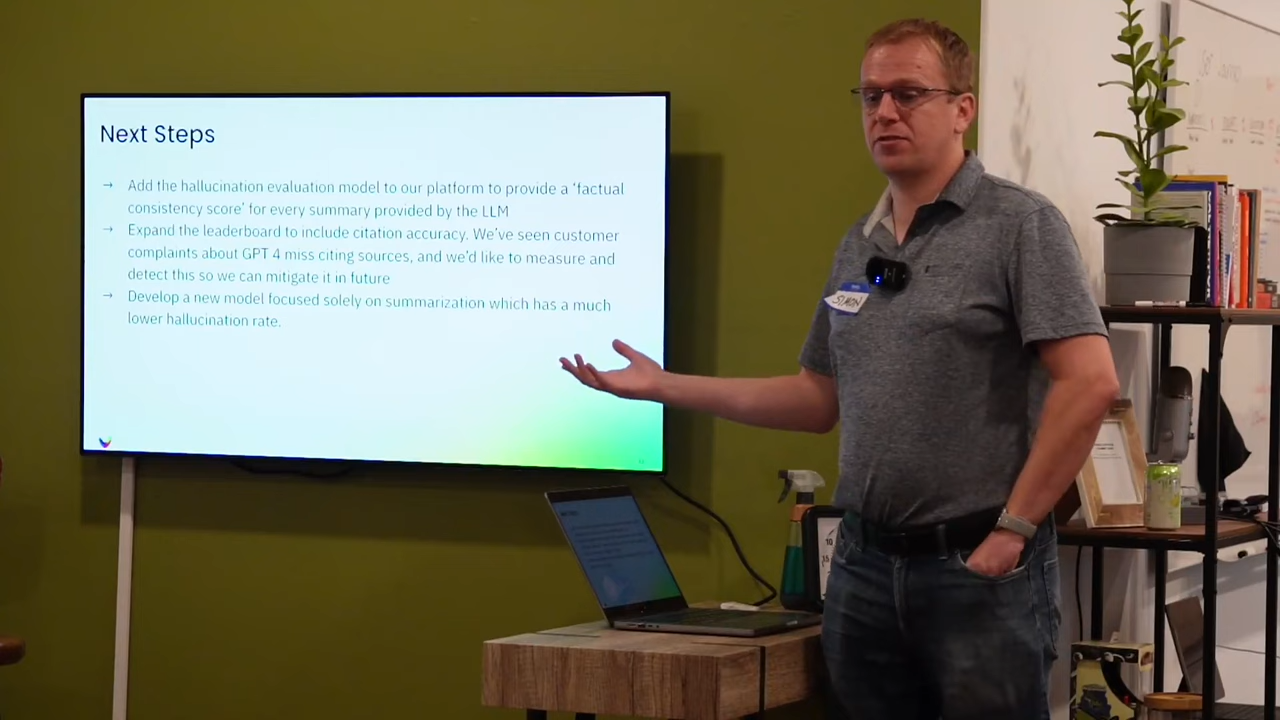 Next Steps
→ Add the hallucination evaluation model to our platform to provide a 'factual
consistency score' for every summary provided by the LLM
→ Expand the leaderboard to include citation accuracy. We've seen customer
complaints about GPT 4 miss citing sources, and we'd like to measure and
detect this so we can mitigate it in future
→ Develop a new model focused solely on summarization which has a much
lower hallucination rate.
SIMON